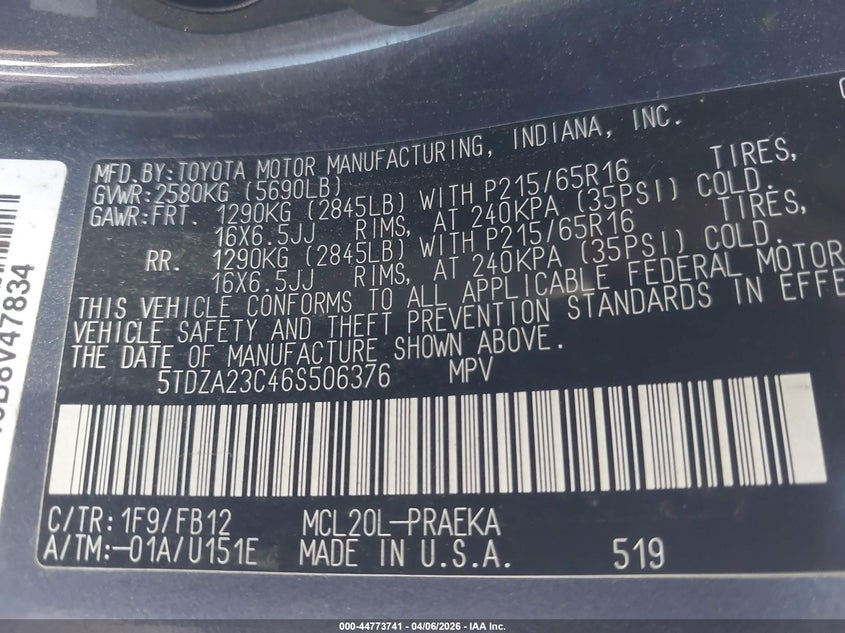 MFD.BY:TOYOTA MOTOR MANUFACTURING, INDIANA, INC.
GVWR:2580KG (5690LB)
GAWR:FRT. 1290KG (2845LB) WITH P215/65R16 TIRES,
16X6.5JJ RIMS, AT 240KPA (35PSI) COLD.
RR. 1290KG (2845LB) WITH P215/65R16 TIRES,
16X6.5JJ RIMS, AT 240KPA (35PSI) COLD.
THIS VEHICLE CONFORMS TO ALL APPLICABLE FEDERAL MOTOR
VEHICLE SAFETY AND THEFT PREVENTION STANDARDS IN EFFE
THE DATE OF MANUFACTURE SHOWN ABOVE.
5TDZA23C46S506376 MPV
C/TR:1F9/FB12 MCL20L-PRAEKA
A/TM:-01A/U151E MADE IN U.S.A. 519
000-44773741 | 04/06/2026 | IAA Inc.